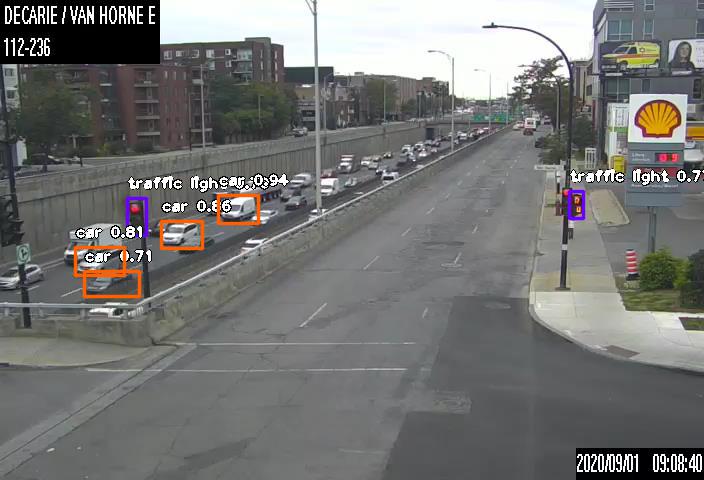 DECARIE / VAN HORNE E
112-236
car 0.94
traffic ligh
car 0.86
traffic light 0.7
car 0.81
car 0.71
2020/09/01 09:08:40